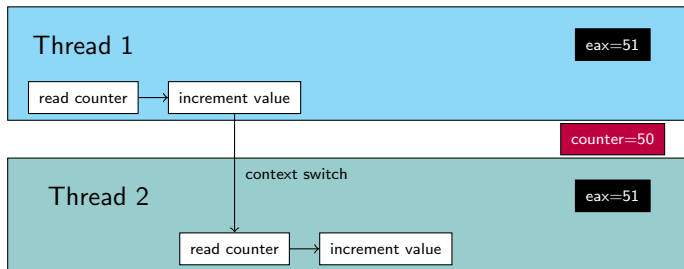 Thread 1
eax=51
read counter
increment value
counter=50
context switch
Thread 2
eax=51
read counter
increment value